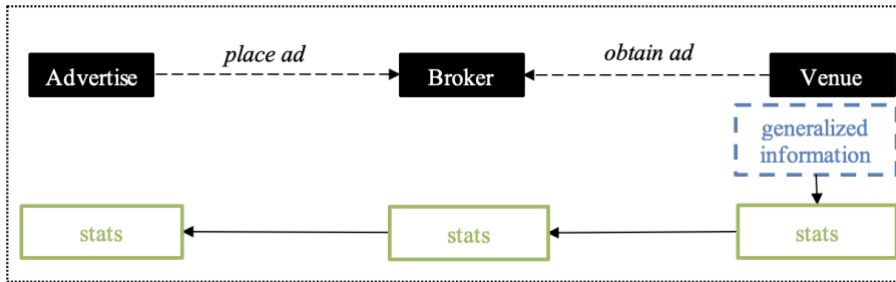 place ad
obtain ad
Advertise
Broker
Venue
generalized
information
stats
stats
stats